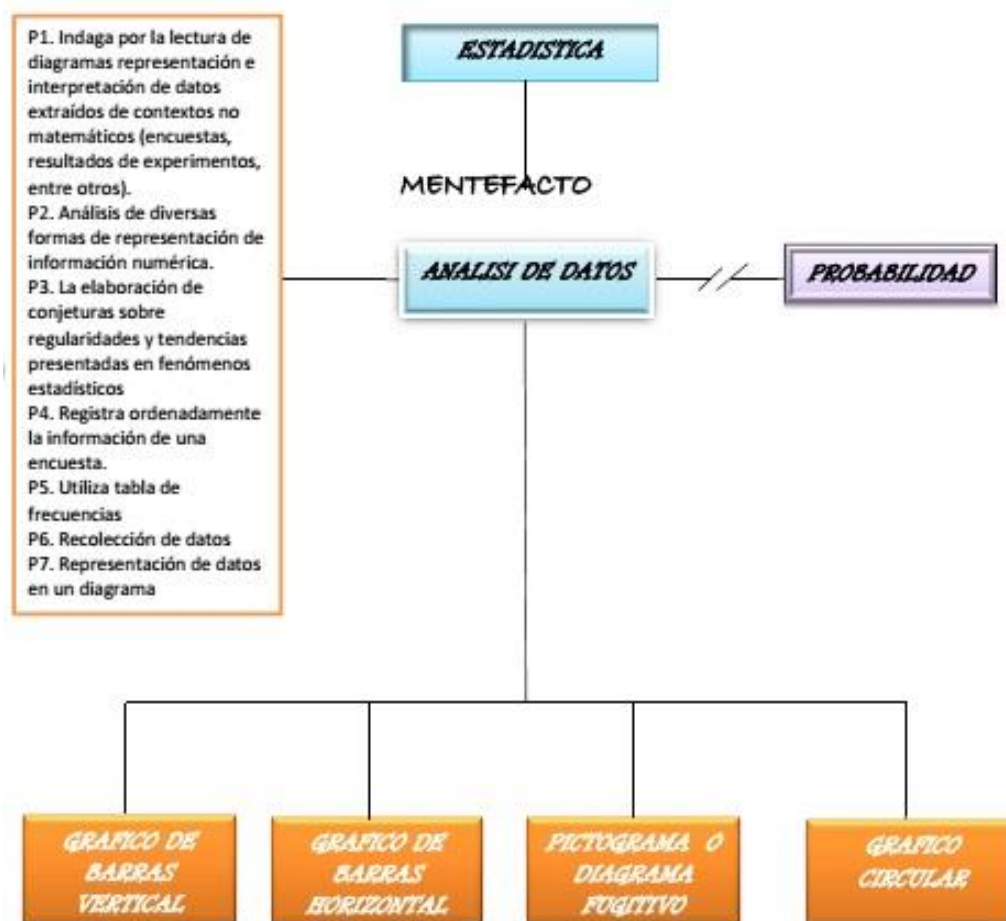 P1. Indaga por la lectura de
diagramas representación e
interpretación de datos
extraídos de contextos no
matemáticos (encuestas,
resultados de experimentos,
entre otros).
P2. Análisis de diversas
formas de representación de
información numérica.
P3. La elaboración de
conjeturas sobre
regularidades y tendencias
presentadas en fenómenos
estadísticos
P4. Registra ordenadamente
la información de una
encuesta.
P5. Utiliza tabla de
frecuencias
P6. Recolección de datos
P7. Representación de datos
en un diagrama
ESTADISTICA
MENTEFACTO
ANALISI DE DATOS
PROBABILIDAD
GRAFICO DE
BARRAS
VERTICAL
GRAFICO DE
BARRAS
HORIZONTAL
PICTOGRAMA O
DIAGRAMA
FUGITIVO
GRAFICO
CIRCULAR